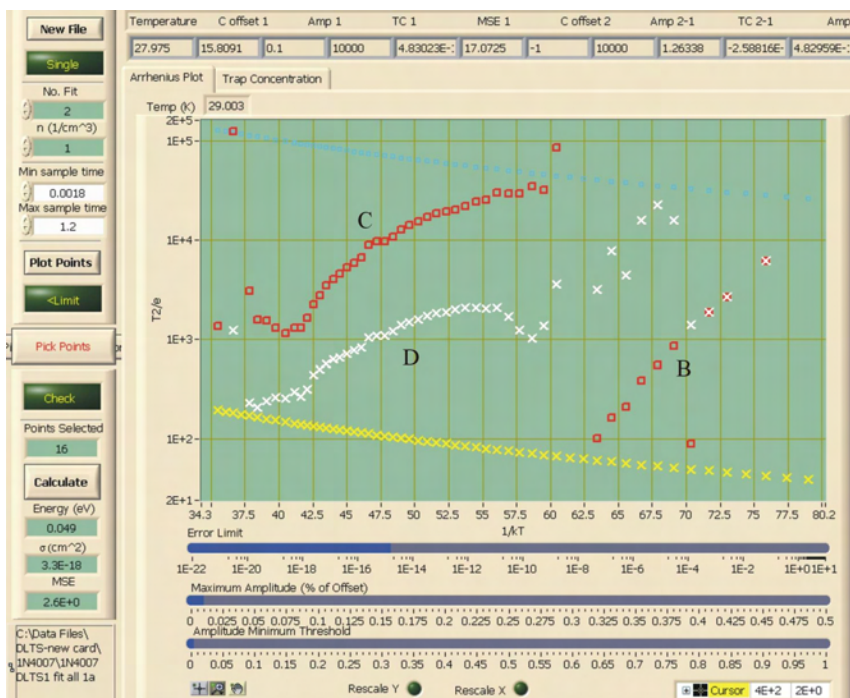 New File
Single
No. Fit
2
n (1/cm^3)
1
Min sample time
0.0018
Max sample time
1.2
Plot Points
<Limit
Pick Points
Check
Points Selected
16
Calculate
Energy (eV)
0.049
σ(cm^2)
3.3E-18
MSE
2.6E+0
C:\Data Files\
DLTS-new card\
1N4007\1N4007
DLTS1 fit all 1a
Temperature C offset 1 Amp 1 TC 1 MSE 1 C offset 2 Amp 2-1 TC 2-1 Amp
27.975 15.8091 0.1 10000 4.83023E-: 17.0725 -1 10000 1.26338 -2.58816E- 4.82959E-1
Arrhenius Plot Trap Concentration
Temp (K) 29.003
2E+5
1E+5
1E+4
T2/e
1E+3
1E+2
2E+1
C
D
B
34.3 37.5 40 42.5 45 47.5 50 52.5 55 57.5 60 62.5 65 67.5 70 72.5 75 77.5 80.2
1/kT
Error Limit
1E-22 1E-20 1E-18 1E-16 1E-14 1E-12 1E-10 1E-8 1E-6 1E-4 1E-2 1E+01E+1
Maximum Amplitude (% of Offset)
0 0.025 0.05 0.075 0.1 0.125 0.15 0.175 0.2 0.225 0.25 0.275 0.3 0.325 0.35 0.375 0.4 0.425 0.45 0.475 0.5
Amplitude Minimum Threshold
0 0.05 0.1 0.15 0.2 0.25 0.3 0.35 0.4 0.45 0.5 0.55 0.6 0.65 0.7 0.75 0.8 0.85 0.9 0.95 1
Rescale Y Rescale X Cursor 4E+2 2E+0